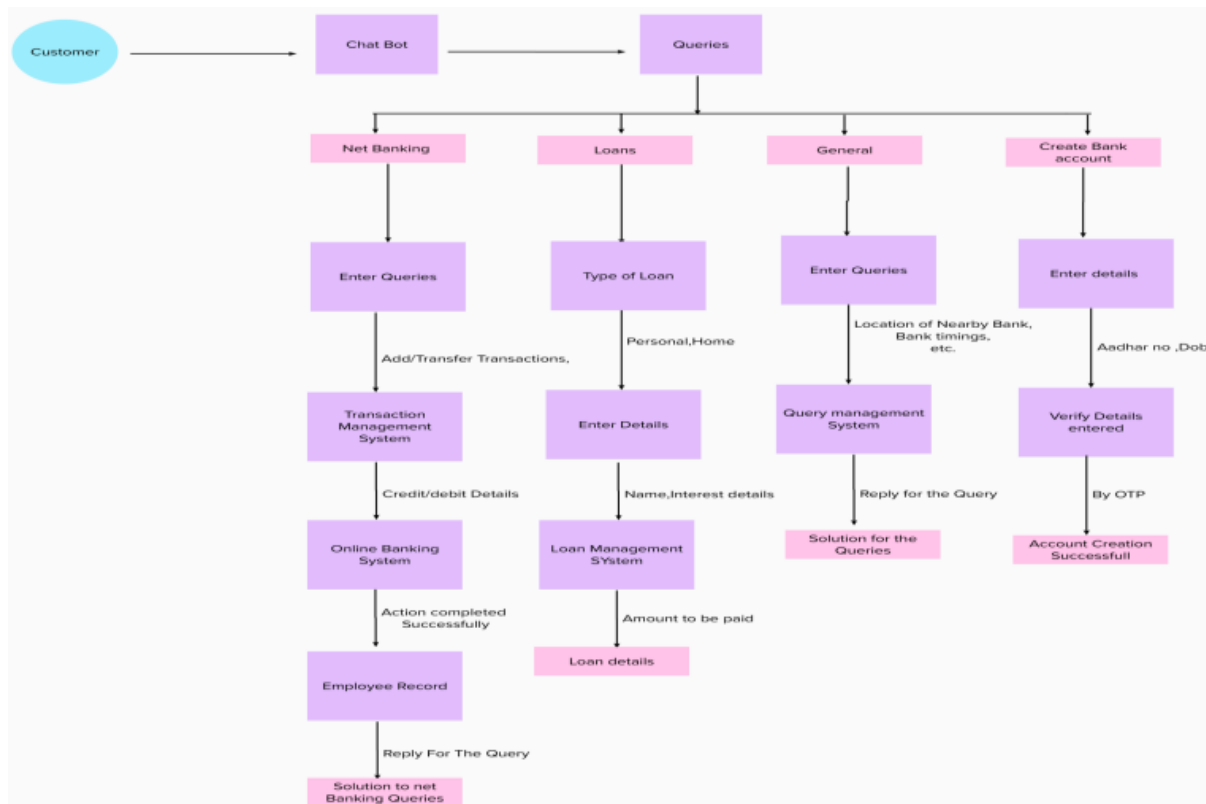 Customer
Chat Bot
Queries
Net Banking
Loans
General
Create Bank
account
Enter Queries
Type of Loan
Enter Queries
Enter details
Add/Transfer Transactions,
Personal,Home
Location of Nearby Bank,
Bank timings,
etc.
Aadhar no ,Dob
Transaction
Management
System
Enter Details
Query management
System
Verify Details
entered
Credit/debit Details
Name,Interest details
Reply for the Query
By OTP
Online Banking
System
Loan Management
SYstem
Solution for the
Queries
Account Creation
Successfull
Action completed
Successfully
Amount to be paid
Employee Record
Loan details
Reply For The Query
Solution to net
Banking Queries